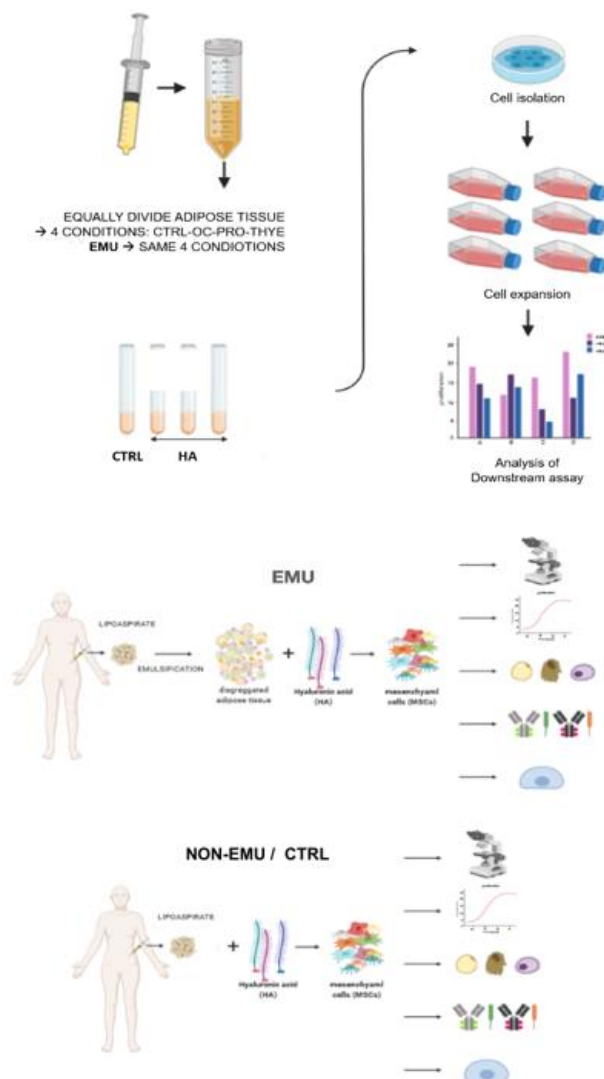 Cell isolation
EQUALLY DIVIDE ADIPOSE TISSUE
→ 4 CONDITIONS: CTRL-OC-PRO-THYE
EMU → SAME 4 CONDIOTIONS
Cell expansion
CTRL
HA
proliferation
A
B
Analysis of
Downstream assay
EMU
LIPOASPIRATE
EMULSIFICATION
+
disgraggated
adipose tissue
Hyaluronin acid
(HA)
mesenchyaml
cells (MSCs)
NON-EMU / CTRL
LIPOASPIRATE
+
Hyaluronin acid
(HA)
mesenchyaml
cells (MSCs)